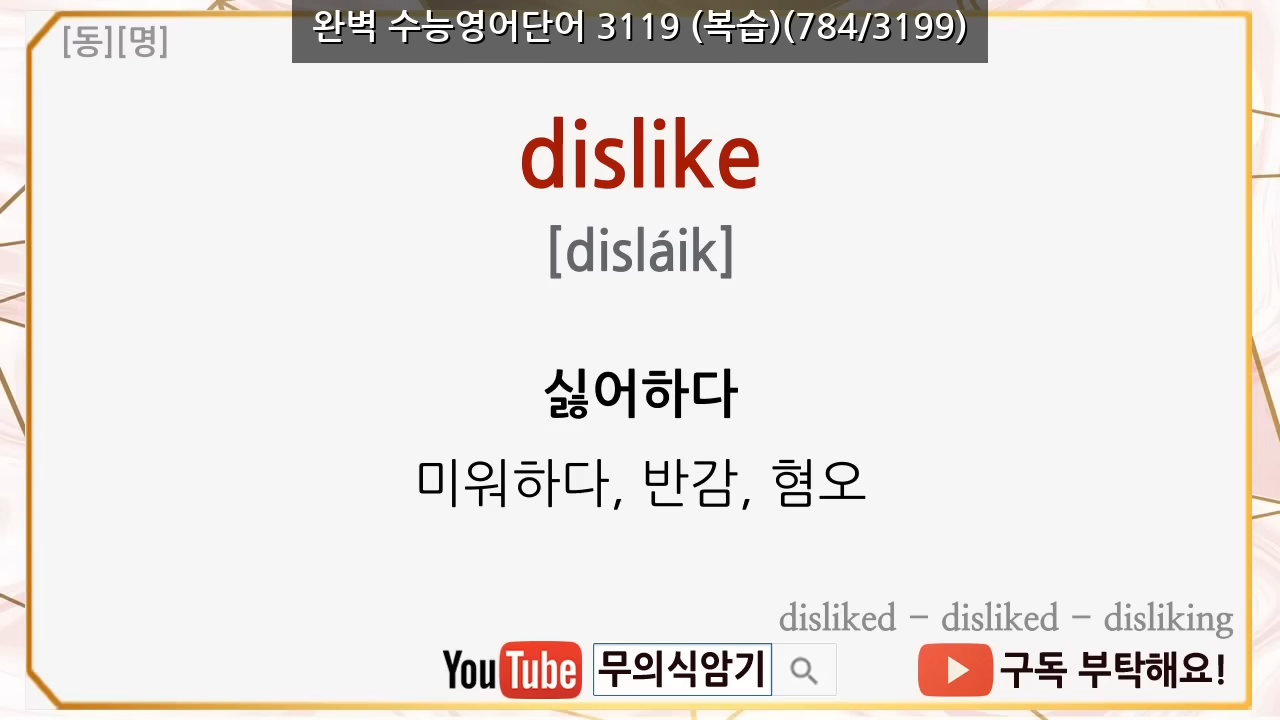 완벽 수능영어단어 3119 (복습)(784/3199)
[동][명]
dislike
[disláik]
싫어하다
미워하다, 반감, 혐오
disliked - disliked - disliking
YouTube 무의식암기 구독 부탁해요!